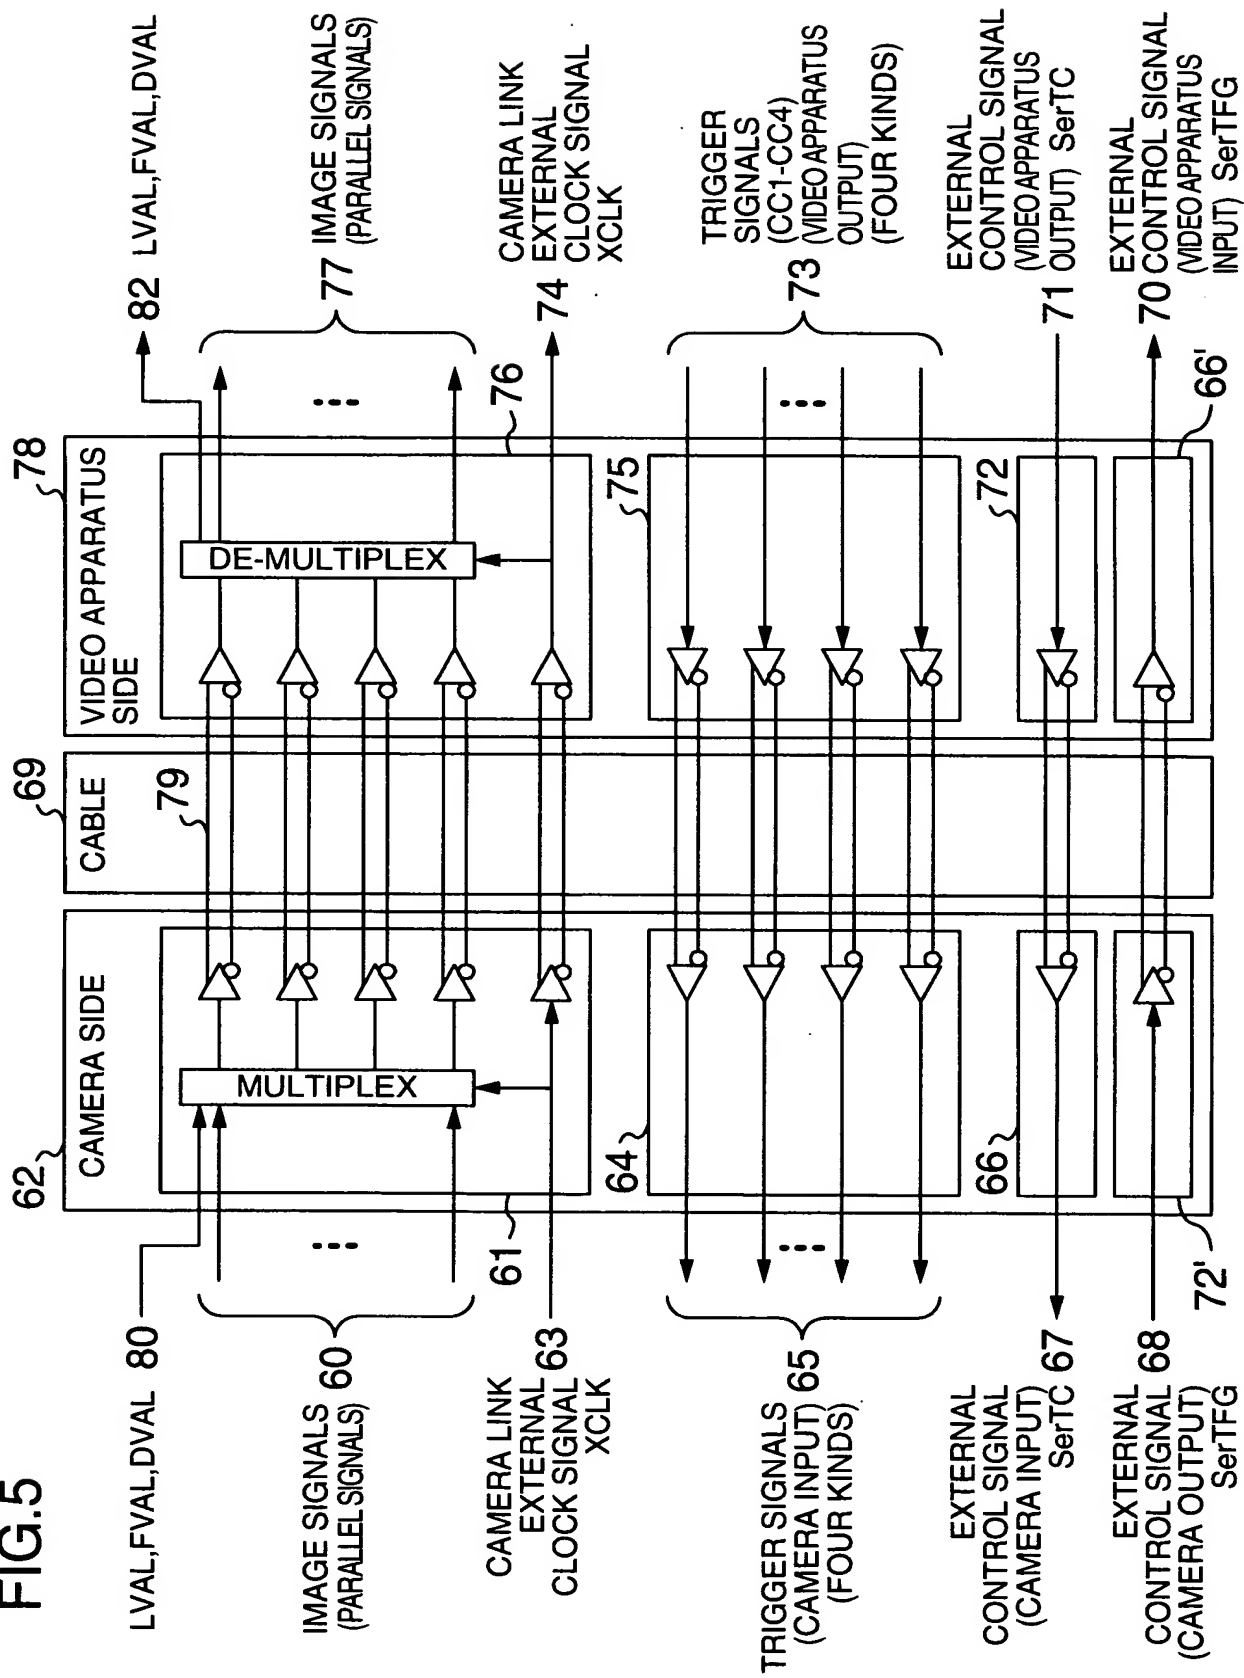 FIG.5
LVAL,FVAL,DVAL 80
IMAGE SIGNALS 60
(PARALLEL SIGNALS)
CAMERA LINK
EXTERNAL 63
CLOCK SIGNAL
XCLK
TRIGGER SIGNALS
(CAMERA INPUT) 65
(FOUR KINDS)
EXTERNAL
CONTROL SIGNAL
(CAMERA INPUT)
SerTC 67
EXTERNAL
CONTROL SIGNAL 68
(CAMERA OUTPUT)
SerTFG
62
CAMERA SIDE
MULTIPLEX
61
64
66
72'
69
CABLE
79
78
VIDEO APPARATUS
SIDE
DE-MULTIPLEX
76
75
72
66'
82 LVAL,FVAL,DVAL
77 IMAGE SIGNALS
(PARALLEL SIGNALS)
CAMERA LINK
EXTERNAL
74 CLOCK SIGNAL
XCLK
TRIGGER
SIGNALS
(CC1-CC4)
73 (VIDEO APPARATUS
OUTPUT)
(FOUR KINDS)
EXTERNAL
CONTROL SIGNAL
(VIDEO APPARATUS
71 OUTPUT) SerTC
EXTERNAL
70 CONTROL SIGNAL
(VIDEO APPARATUS
INPUT) SerTFG